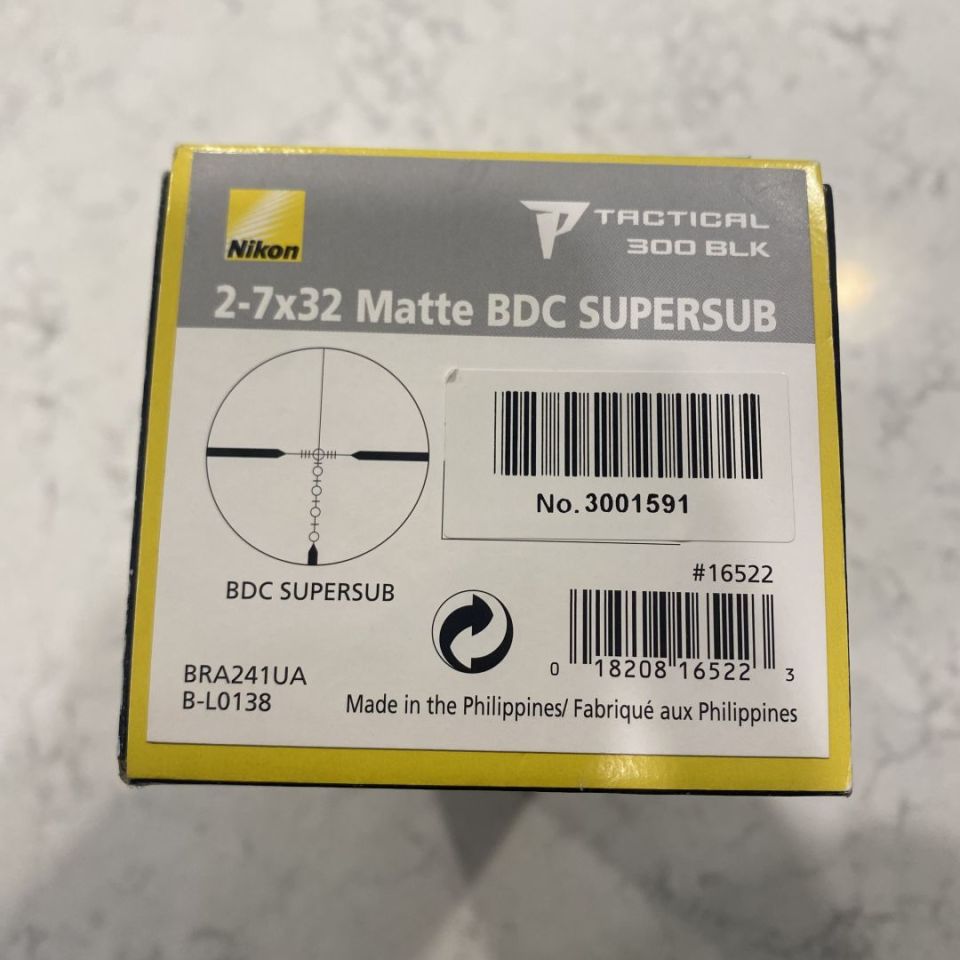 Nikon
P TACTICAL
300 BLK
2-7x32 Matte BDC SUPERSUB
No. 3001591
#16522
BDC SUPERSUB
0 18208 16522 3
BRA241UA
B-L0138
Made in the Philippines/ Fabriqué aux Philippines